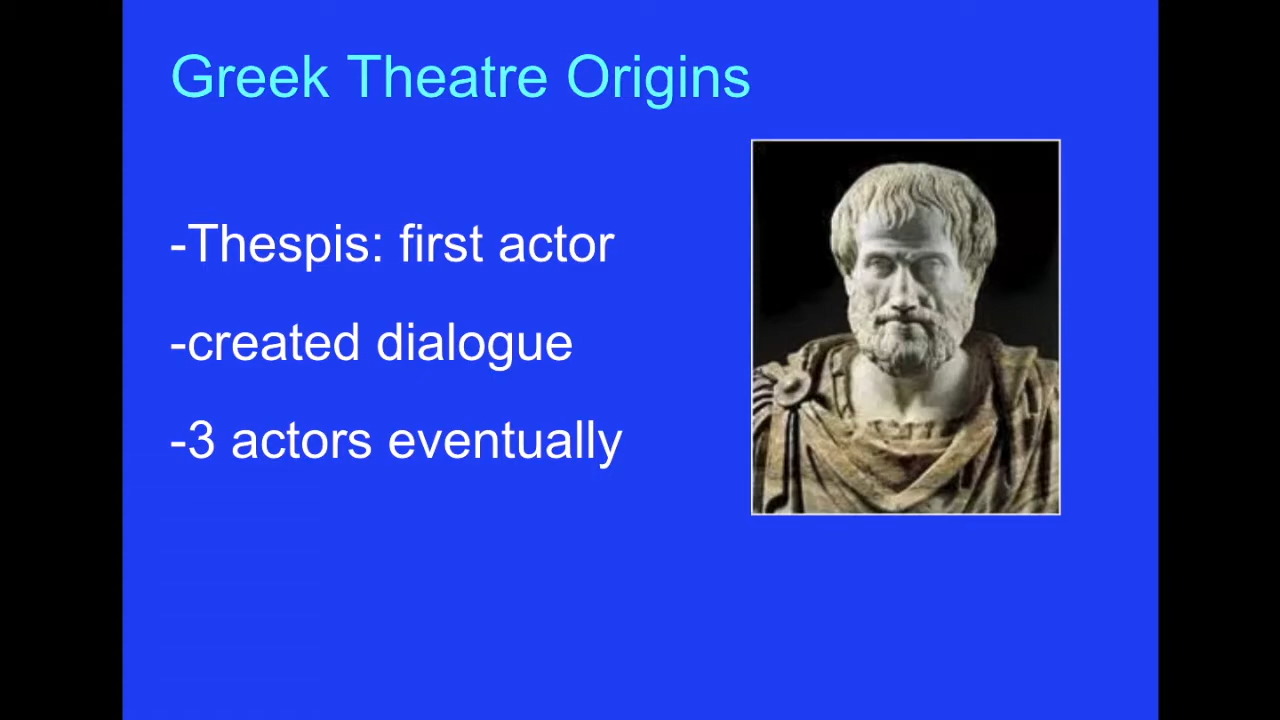 Greek Theatre Origins
-Thespis: first actor
-created dialogue
-3 actors eventually